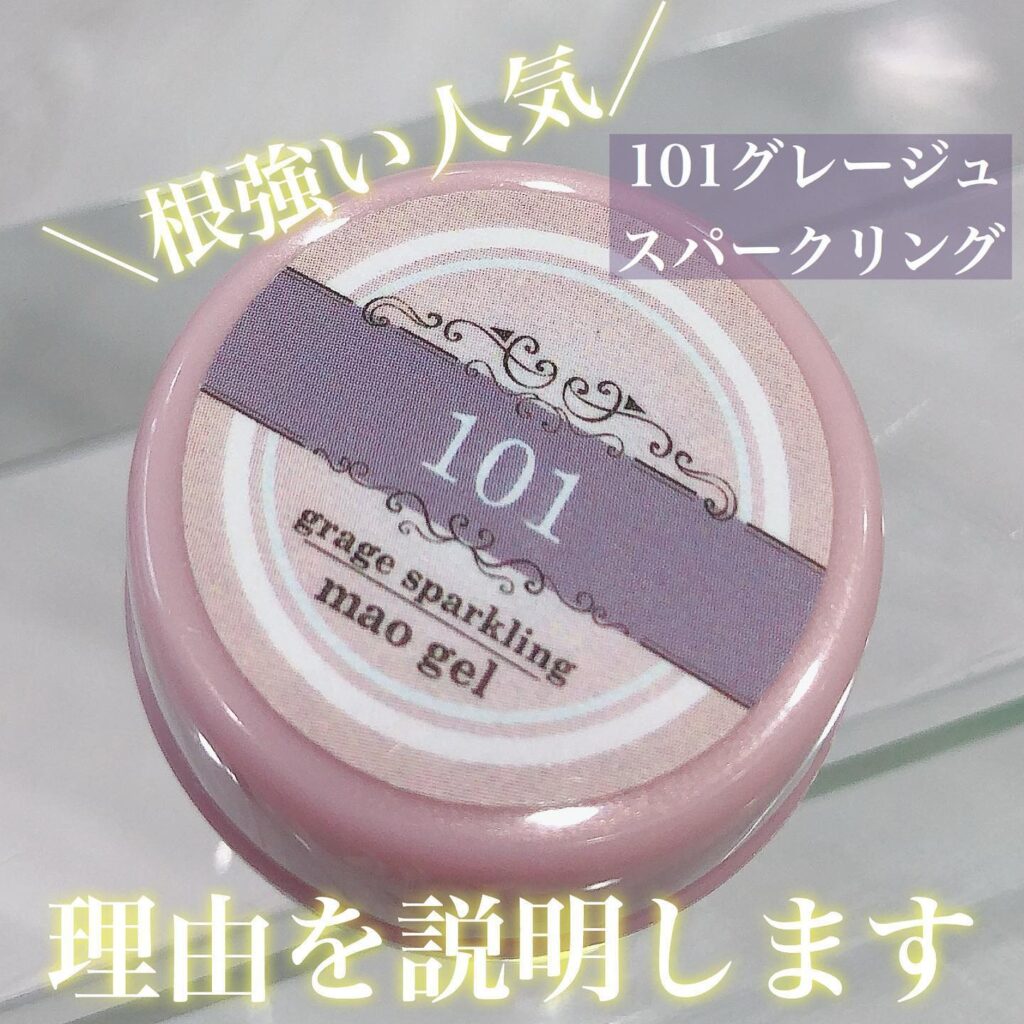 \根強い人気/
101グレージュ
スパークリング
101
grage sparkling
mao gel
理由を説明します